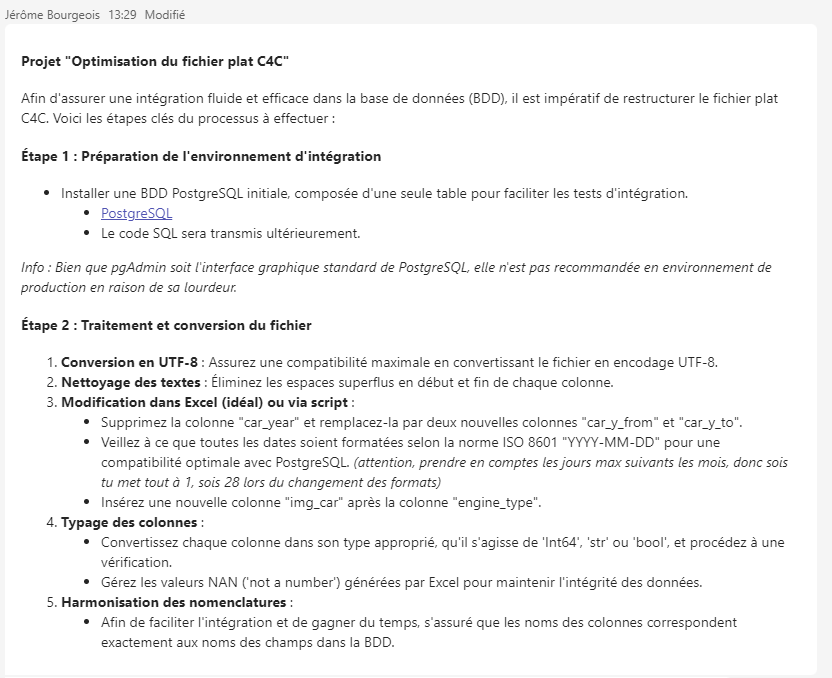 Jérôme Bourgeois 13:29 Modifié
Projet "Optimisation du fichier plat C4C"
Afin d'assurer une intégration fluide et efficace dans la base de données (BDD), il est impératif de restructurer le fichier plat
C4C. Voici les étapes clés du processus à effectuer :
Étape 1 : Préparation de l'environnement d'intégration
• Installer une BDD PostgreSQL initiale, composée d'une seule table pour faciliter les tests d'intégration.
• PostgreSQL
• Le code SQL sera transmis ultérieurement.
Info : Bien que pgAdmin soit l'interface graphique standard de PostgreSQL, elle n'est pas recommandée en environnement de
production en raison de sa lourdeur.
Étape 2 : Traitement et conversion du fichier
1. Conversion en UTF-8 : Assurez une compatibilité maximale en convertissant le fichier en encodage UTF-8.
2. Nettoyage des textes : Éliminez les espaces superflus en début et fin de chaque colonne.
3. Modification dans Excel (idéal) ou via script :
• Supprimez la colonne "car_year" et remplacez-la par deux nouvelles colonnes "car_y_from" et "car_y_to".
• Veillez à ce que toutes les dates soient formatées selon la norme ISO 8601 "YYYY-MM-DD" pour une
compatibilité optimale avec PostgreSQL. (attention, prendre en comptes les jours max suivants les mois, donc sois
tu met tout à 1, sois 28 lors du changement des formats)
• Insérez une nouvelle colonne "img_car" après la colonne "engine_type".
4. Typage des colonnes :
• Convertissez chaque colonne dans son type approprié, qu'il s'agisse de 'Int64', 'str' ou 'bool', et procédez à une
vérification.
• Gérez les valeurs NAN ('not a number') générées par Excel pour maintenir l'intégrité des données.
5. Harmonisation des nomenclatures :
• Afin de faciliter l'intégration et de gagner du temps, s'assuré que les noms des colonnes correspondent
exactement aux noms des champs dans la BDD.